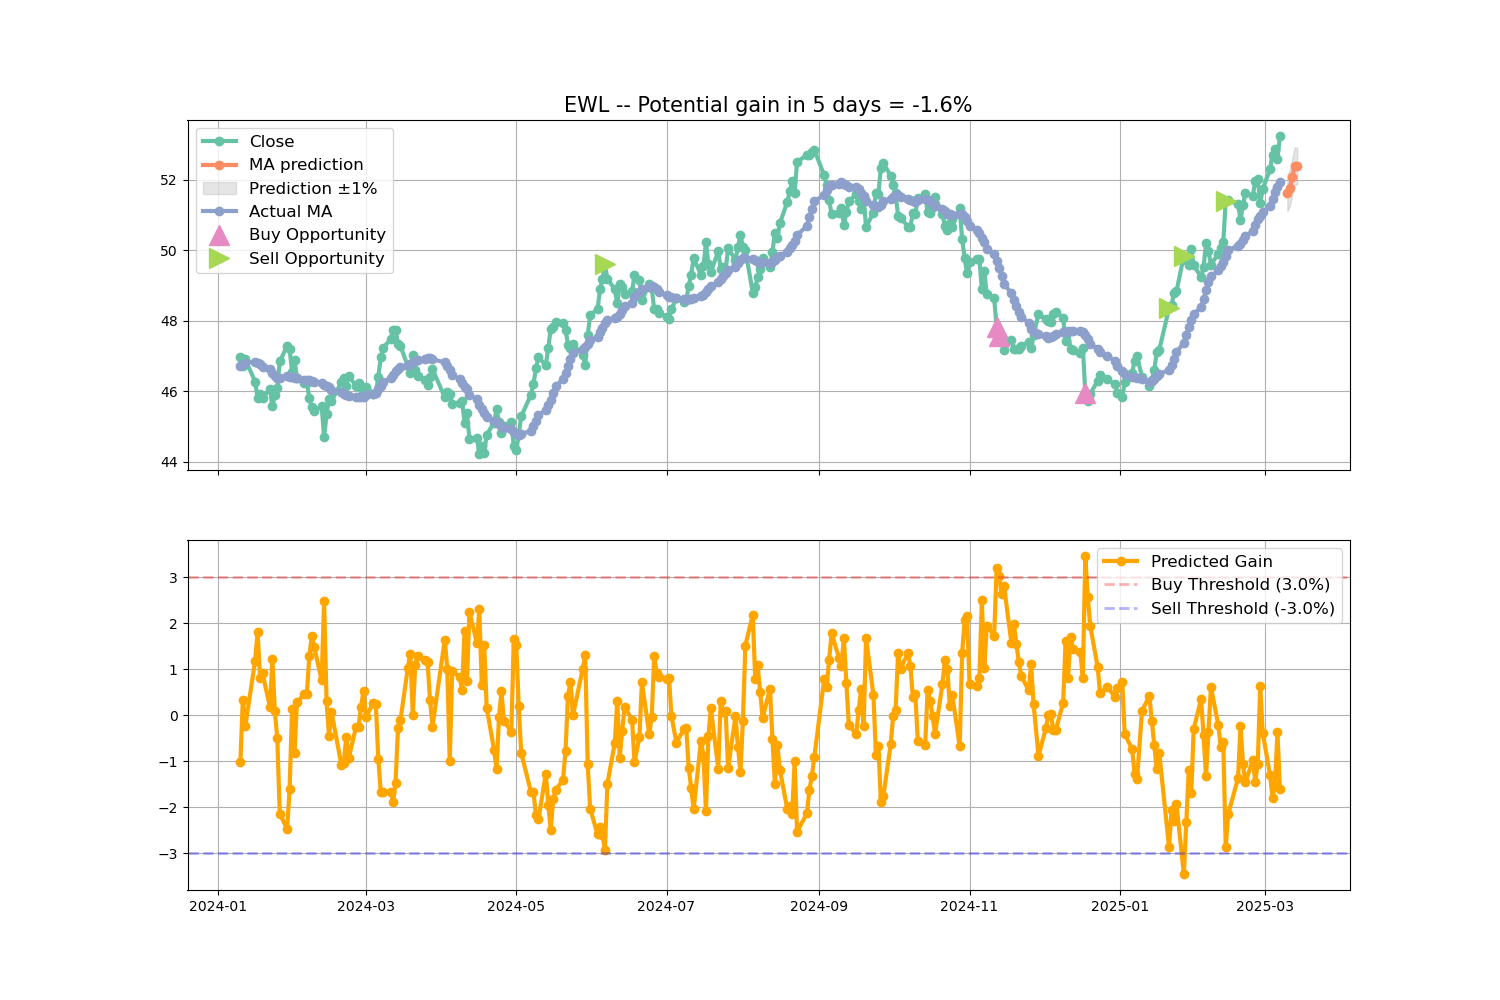 EWL -- Potential gain in 5 days = -1.6%
Close
MA prediction
Prediction ±1%
Actual MA
Buy Opportunity
Sell Opportunity
52
50
48
46
44
Predicted Gain
Buy Threshold (3.0%)
Sell Threshold (-3.0%)
3
2
1
0
−1
−2
−3
2024-01 2024-03 2024-05 2024-07 2024-09 2024-11 2025-01 2025-03